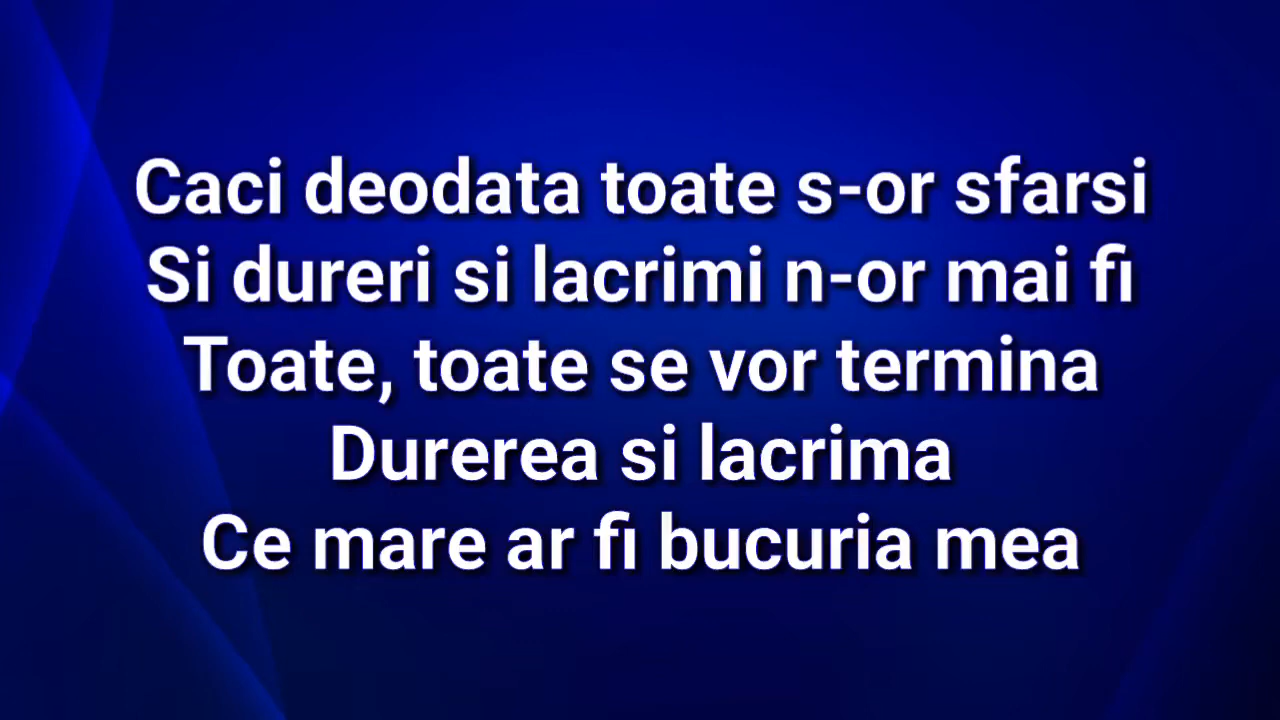 Caci deodata toate s-or sfarsi
Si dureri si lacrimi n-or mai fi
Toate, toate se vor termina
Durerea si lacrima
Ce mare ar fi bucuria mea